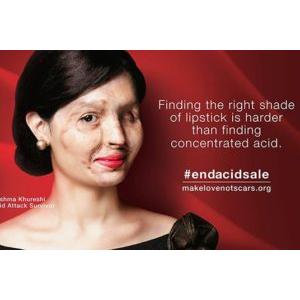 Finding the right shade
of lipstick is harder
than finding
concentrated acid.
#endacidsale
makelovenotscars.org
shma Khureshi
id Attack Survivor